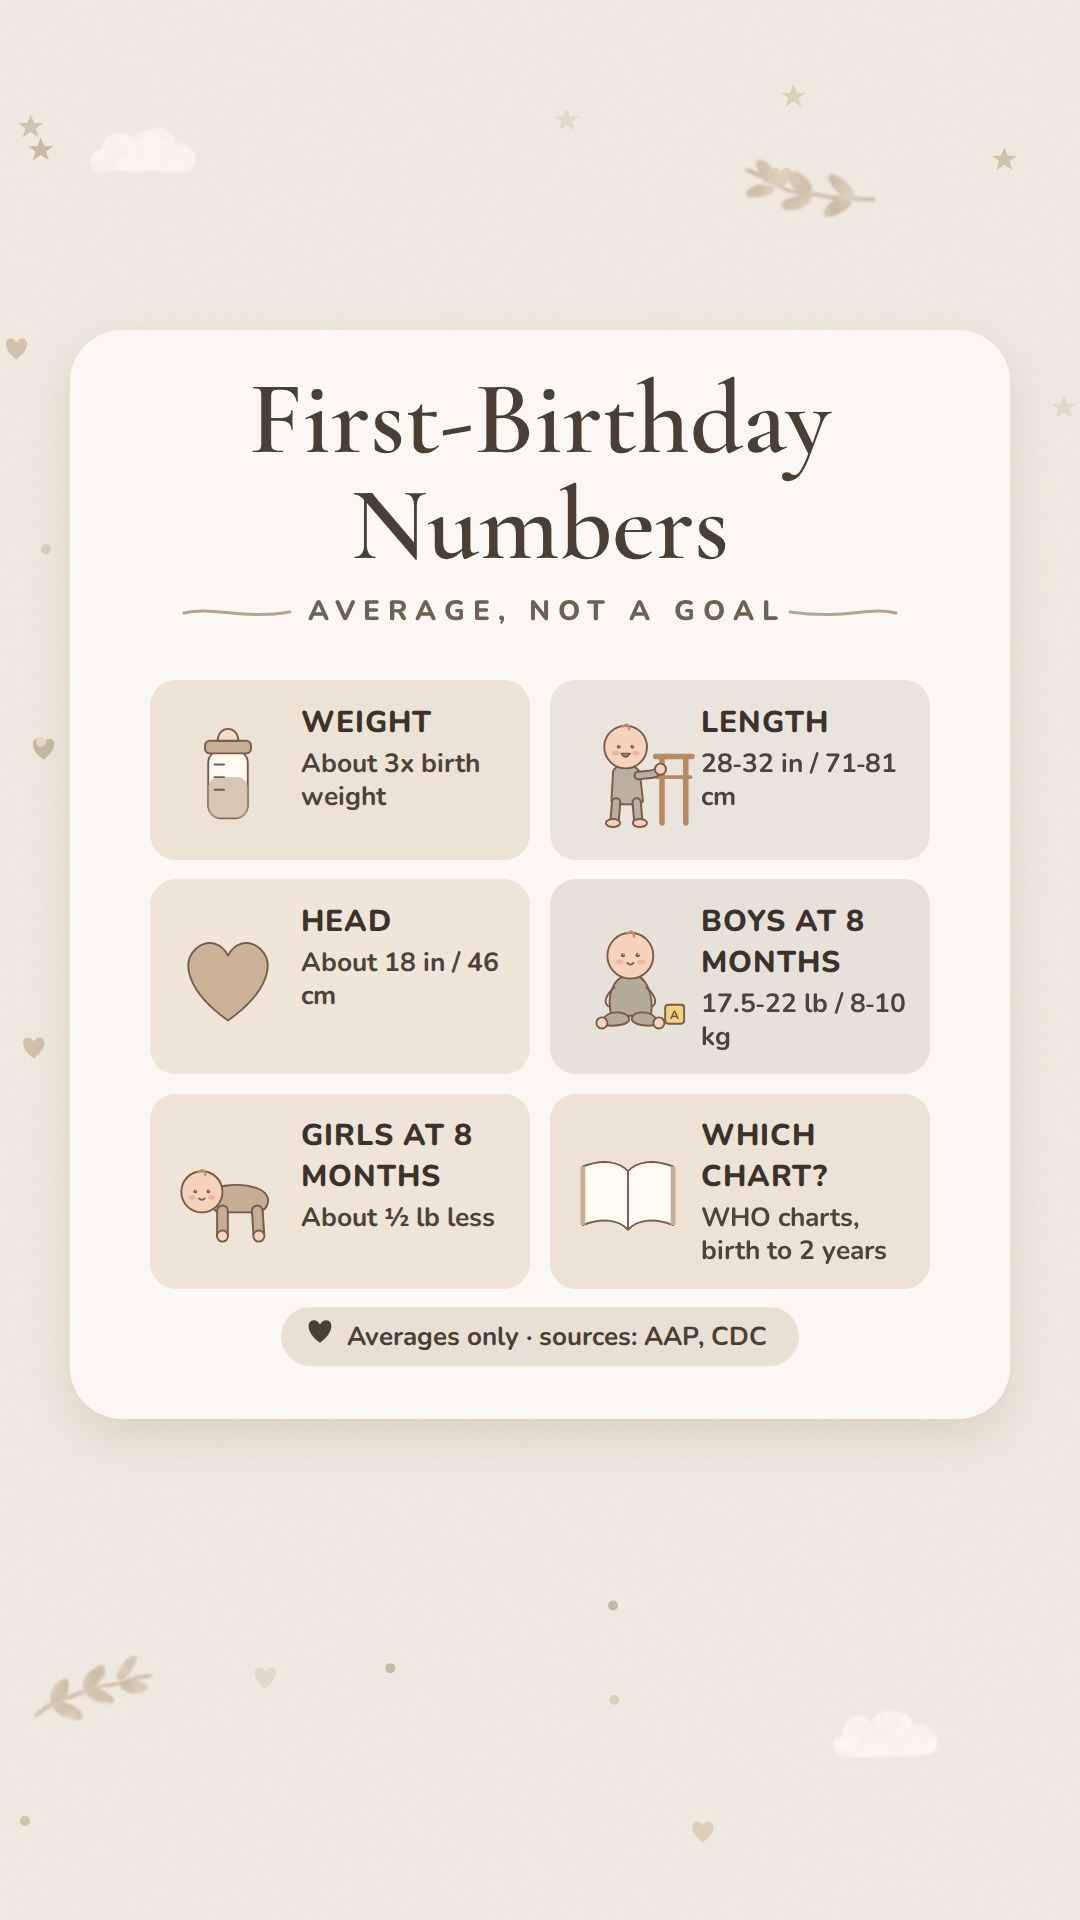 First-Birthday
Numbers
AVERAGE, NOT A GOAL
WEIGHT
About 3x birth
weight
LENGTH
28-32 in / 71-81
cm
HEAD
About 18 in / 46
cm
BOYS AT 8
MONTHS
17.5-22 lb / 8-10
kg
A
GIRLS AT 8
MONTHS
About ½ lb less
WHICH
CHART?
WHO charts,
birth to 2 years
Averages only · sources: AAP, CDC